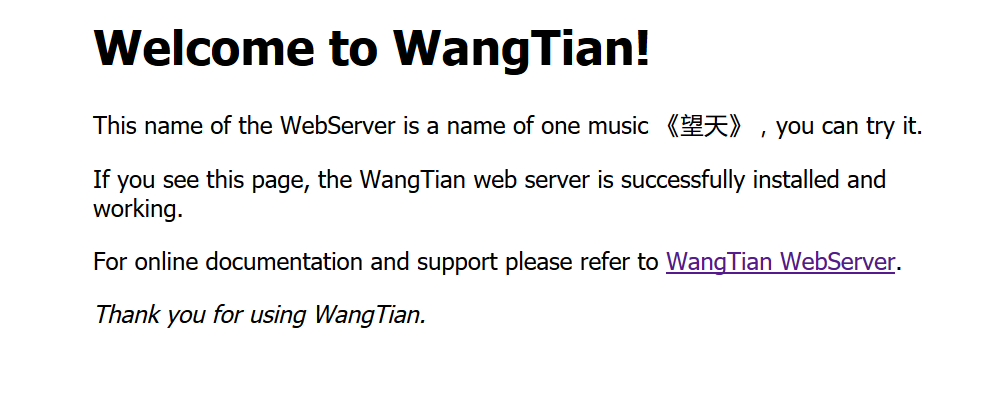 Welcome to WangTian!
This name of the WebServer is a name of one music 《望天》 , you can try it.
If you see this page, the WangTian web server is successfully installed and
working.
For online documentation and support please refer to WangTian WebServer.
Thank you for using WangTian.